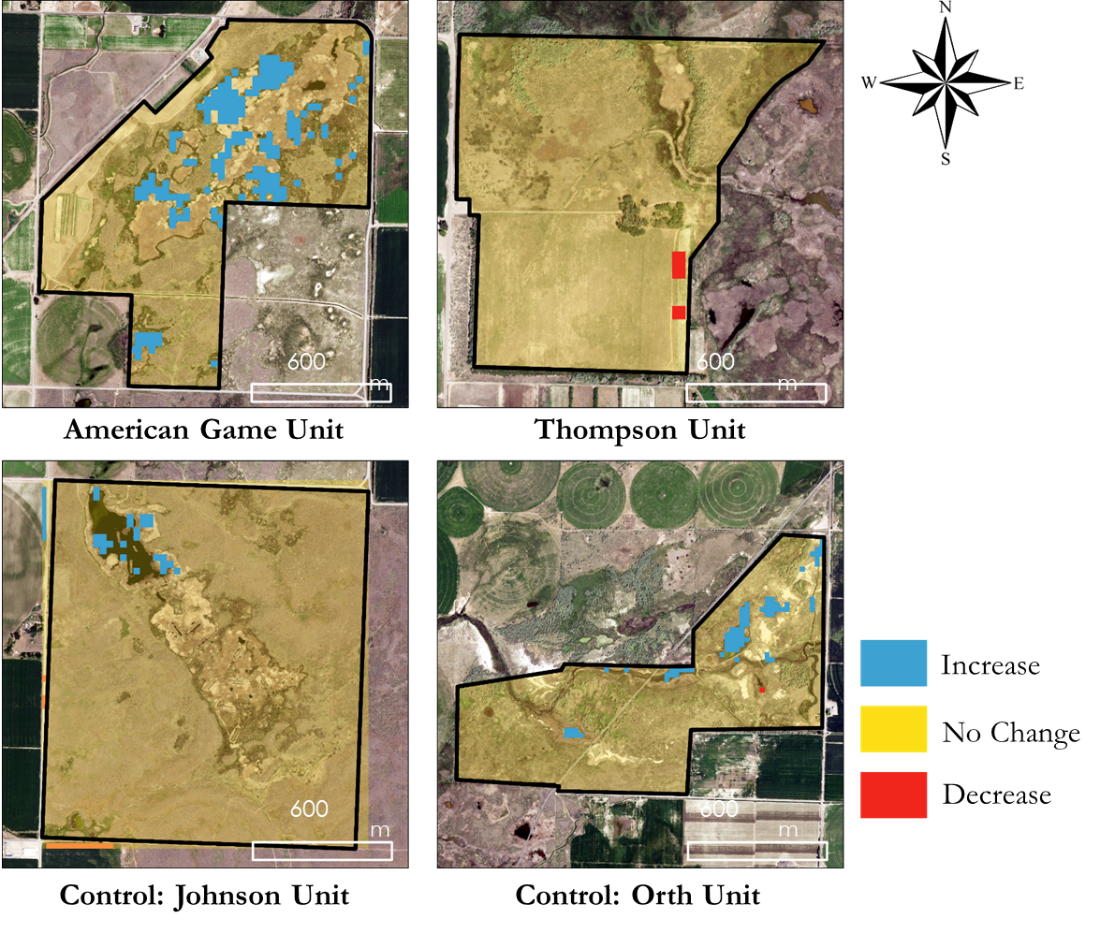 N
W E
S
600
m
600
m
American Game Unit
Thompson Unit
600
m
600
m
Increase
No Change
Decrease
Control: Johnson Unit
Control: Orth Unit